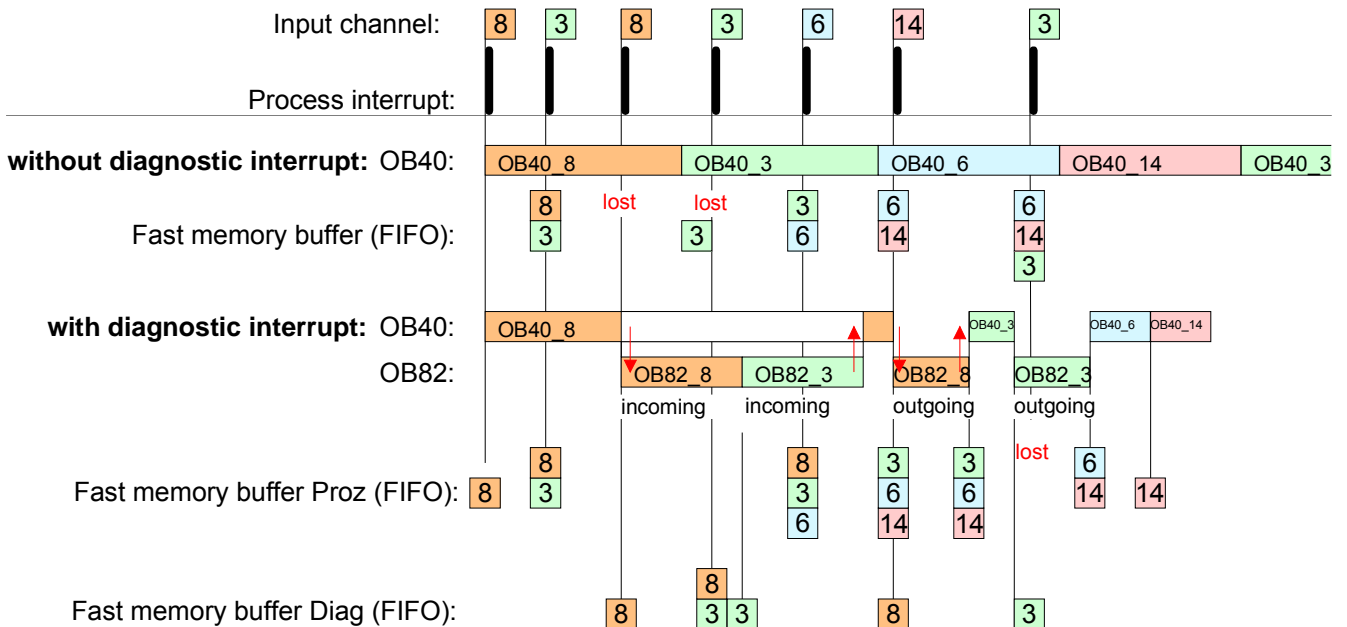 Input channel: 8 3 8 3 6 14 3
Process interrupt:
without diagnostic interrupt: OB40: OB40_8 OB40_3 OB40_6 OB40_14 OB40_3
8 lost lost 3 6 6
Fast memory buffer (FIFO): 3 3 6 14 14
3
with diagnostic interrupt: OB40: OB40_8 OB40_3 OB40_6 OB40_14
OB82: OB82_8 OB82_3 OB82_8 OB82_3
incoming incoming outgoing outgoing
8 8 3 3 lost 6
Fast memory buffer Proz (FIFO): 8 3 3 6 6 14 14
6 14 14
8
Fast memory buffer Diag (FIFO): 8 3 3 8 3